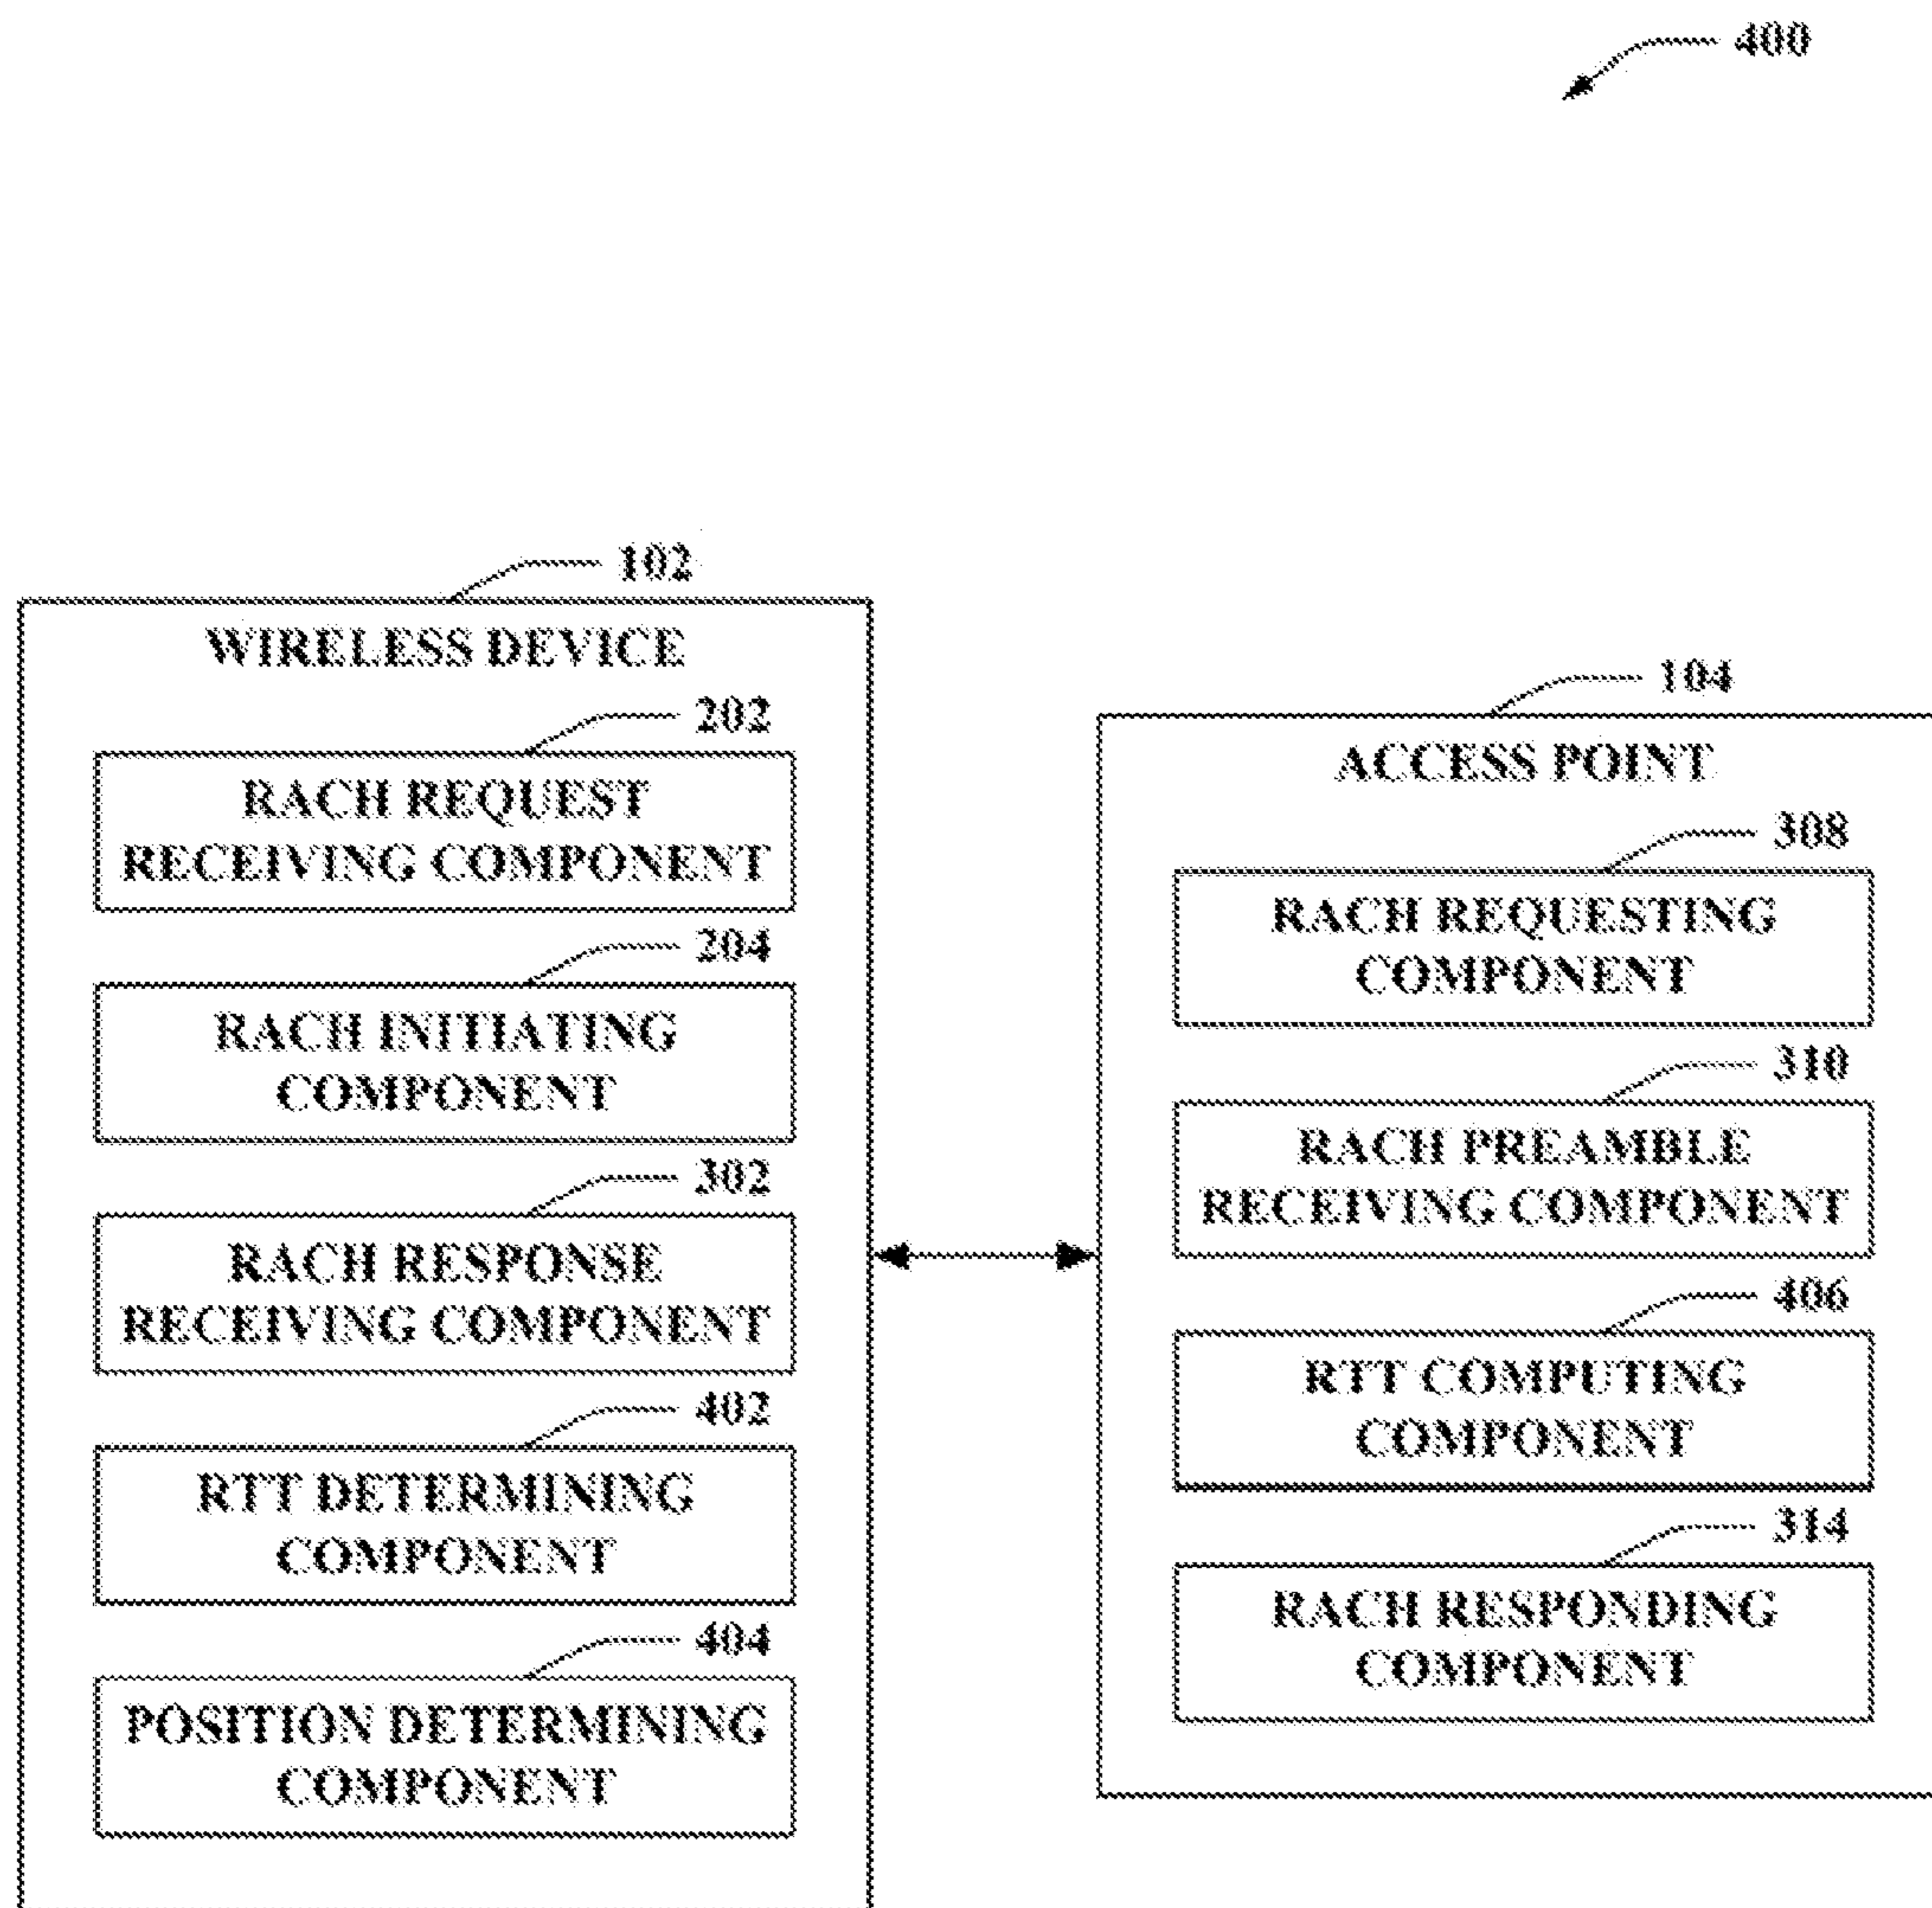 400
102
WIRELESS DEVICE
202
RACH REQUEST
RECEIVING COMPONENT
204
RACH INITIATING
COMPONENT
302
RACH RESPONSE
RECEIVING COMPONENT
402
RTT DETERMINING
COMPONENT
404
POSITION DETERMINING
COMPONENT
104
ACCESS POINT
308
RACH REQUESTING
COMPONENT
310
RACH PREAMBLE
RECEIVING COMPONENT
406
RTT COMPUTING
COMPONENT
314
RACH RESPONDING
COMPONENT